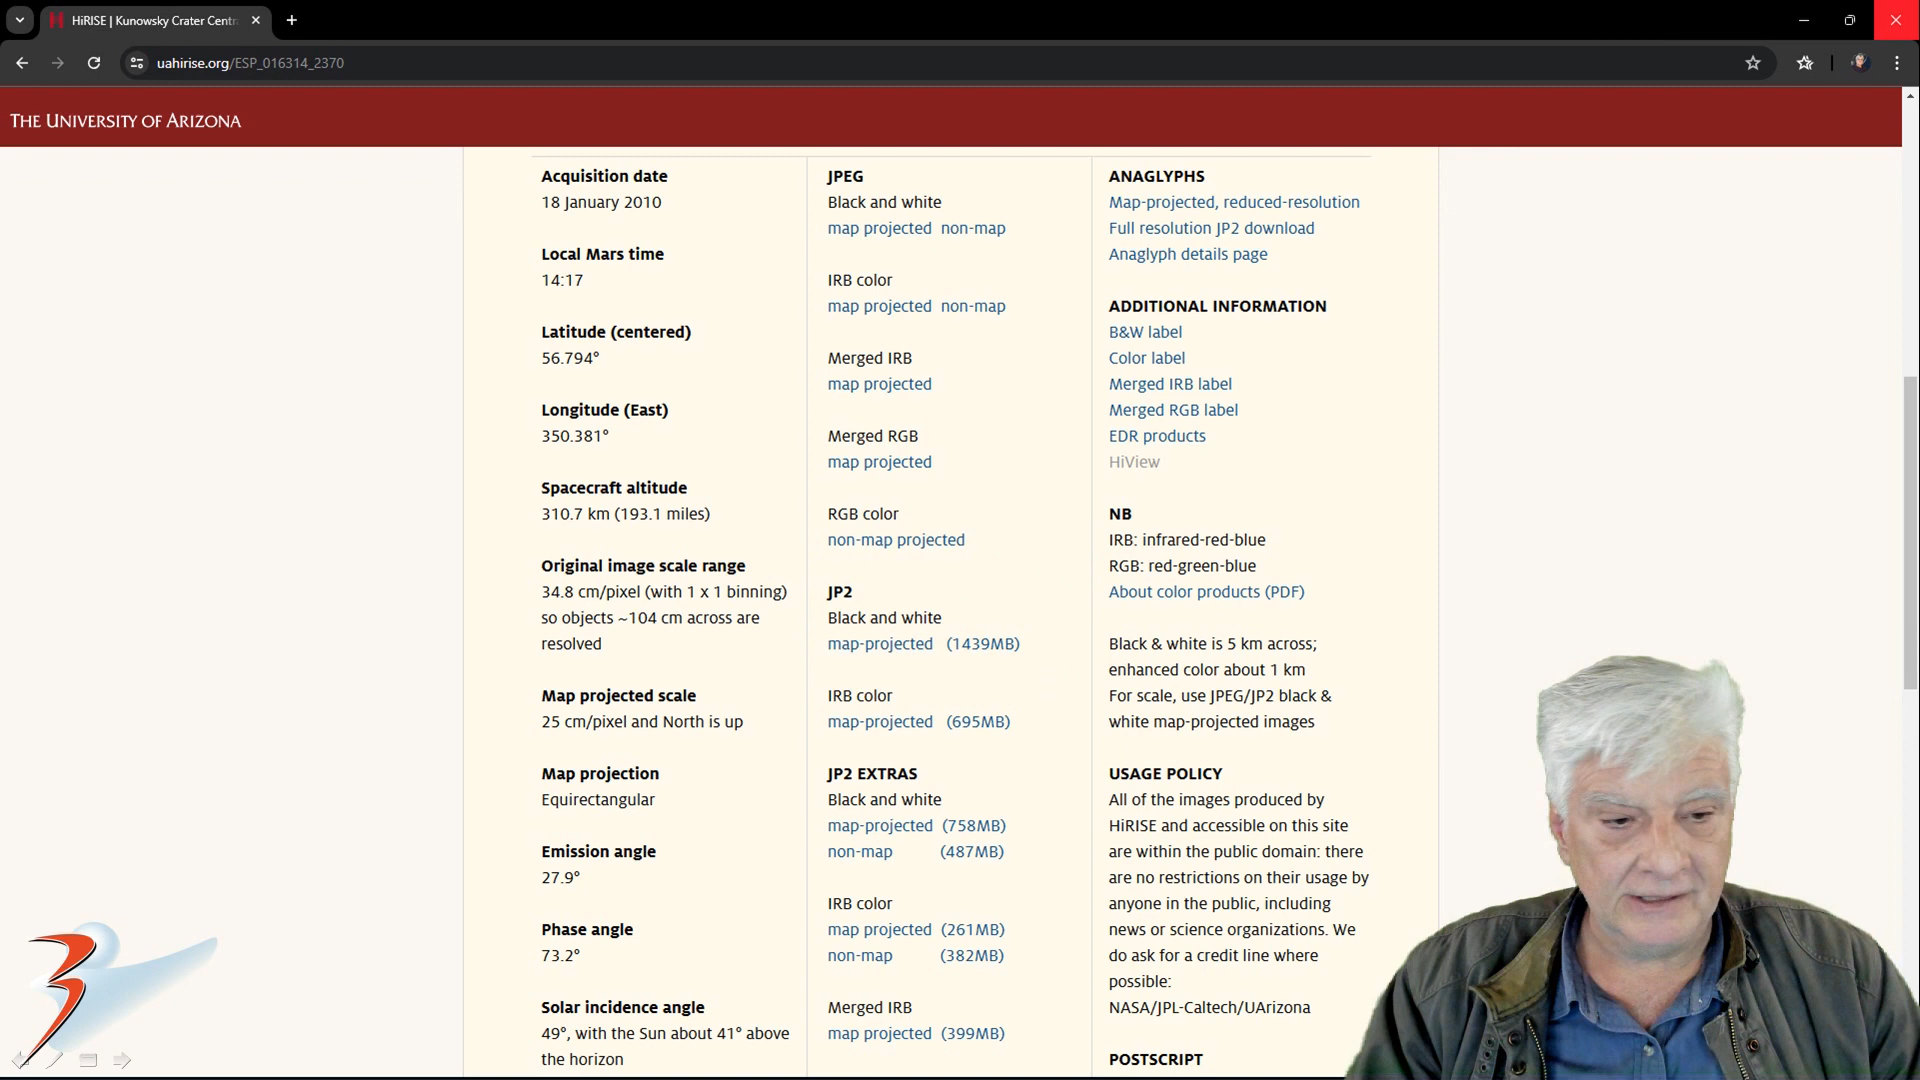 HiRISE | Kunowsky Crater Centr
uahirise.org/ESP_016314_2370
THE UNIVERSITY OF ARIZONA
Acquisition date
18 January 2010
Local Mars time
14:17
Latitude (centered)
56.794°
Longitude (East)
350.381°
Spacecraft altitude
310.7 km (193.1 miles)
Original image scale range
34.8 cm/pixel (with 1 x 1 binning)
so objects ~104 cm across are
resolved
Map projected scale
25 cm/pixel and North is up
Map projection
Equirectangular
Emission angle
27.9°
Phase angle
73.2°
Solar incidence angle
49°, with the Sun about 41° above
the horizon
JPEG
Black and white
map projected non-map
IRB color
map projected non-map
Merged IRB
map projected
Merged RGB
map projected
RGB color
non-map projected
JP2
Black and white
map-projected (1439MB)
IRB color
map-projected (695MB)
JP2 EXTRAS
Black and white
map-projected (758MB)
non-map (487MB)
IRB color
map projected (261MB)
non-map (382MB)
Merged IRB
map projected (399MB)
ANAGLYPHS
Map-projected, reduced-resolution
Full resolution JP2 download
Anaglyph details page
ADDITIONAL INFORMATION
B&W label
Color label
Merged IRB label
Merged RGB label
EDR products
HiView
NB
IRB: infrared-red-blue
RGB: red-green-blue
About color products (PDF)
Black & white is 5 km across;
enhanced color about 1 km
For scale, use JPEG/JP2 black &
white map-projected images
USAGE POLICY
All of the images produced by
HiRISE and accessible on this site
are within the public domain: there
are no restrictions on their usage by
anyone in the public, including
news or science organizations. We
do ask for a credit line where
possible:
NASA/JPL-Caltech/UArizona
POSTSCRIPT